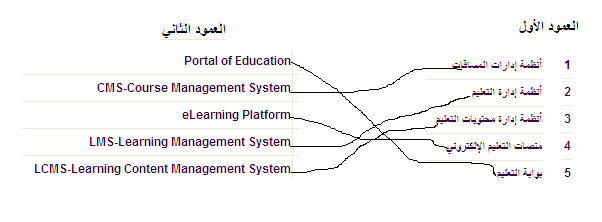 العمود الأول
العمود الثاني
1 أنظمة إدارات المساقات
Portal of Education
2 أنظمة إدارة التعليم
CMS-Course Management System
3 أنظمة إدارة محتويات التعليم
eLearning Platform
4 منصات التعليم الإلكتروني
LMS-Learning Management System
5 بوابة التعليم
LCMS-Learning Content Management System